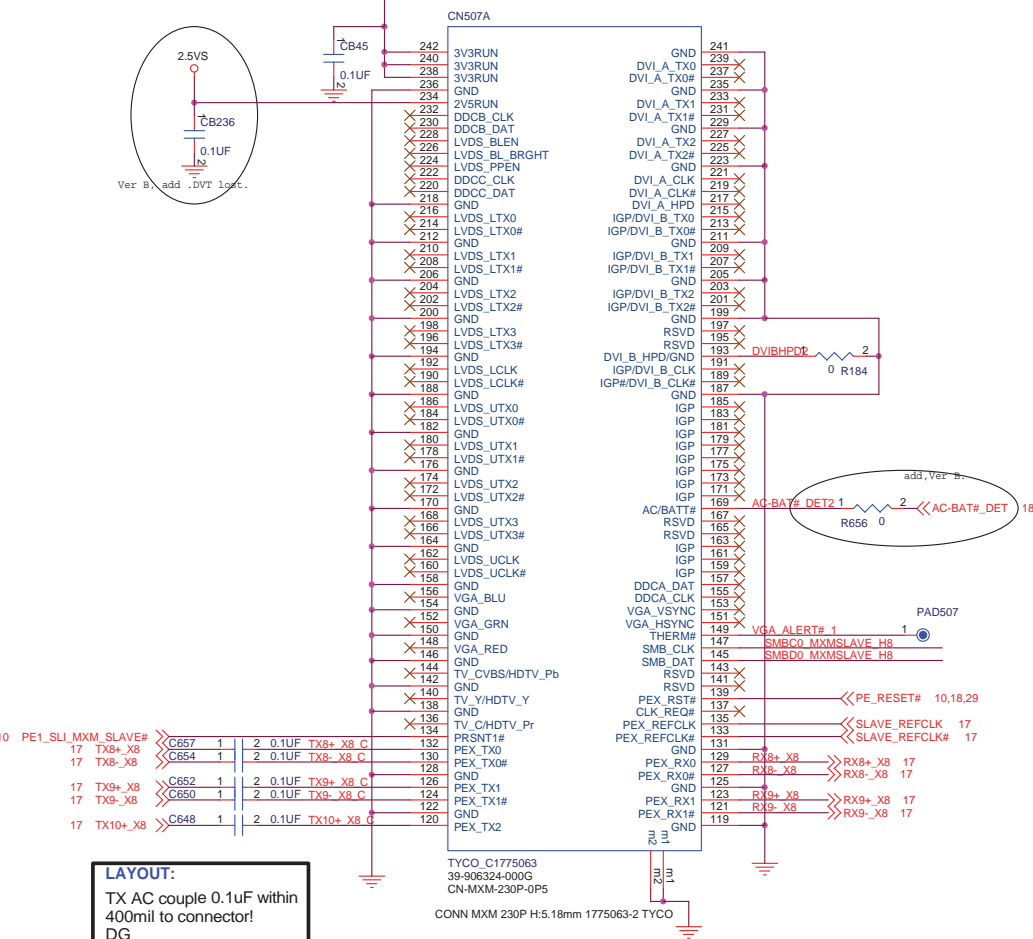 CN507A
2.5VS
1
CB45
0.1UF
2
1
CB236
0.1UF
2
Ver B, add .DVT lost.
242 3V3RUN GND 241
240 3V3RUN DVI_A_TX0 239
238 3V3RUN DVI_A_TX0# 237
236 GND GND 235
234 2V5RUN DVI_A_TX1 233
232 DDCB_CLK DVI_A_TX1# 231
230 DDCB_DAT GND 229
228 LVDS_BLEN DVI_A_TX2 227
226 LVDS_BL_BRGHT DVI_A_TX2# 225
224 LVDS_PPEN GND 223
222 DDCC_CLK DVI_A_CLK 221
220 DDCC_DAT DVI_A_CLK# 219
218 GND DVI_A_HPD 217
216 LVDS_LTX0 IGP/DVI_B_TX0 215
214 LVDS_LTX0# IGP/DVI_B_TX0# 213
212 GND GND 211
210 LVDS_LTX1 IGP/DVI_B_TX1 209
208 LVDS_LTX1# IGP/DVI_B_TX1# 207
206 GND GND 205
204 LVDS_LTX2 IGP/DVI_B_TX2 203
202 LVDS_LTX2# IGP/DVI_B_TX2# 201
200 GND GND 199
198 LVDS_LTX3 RSVD 197
196 LVDS_LTX3# RSVD 195
194 GND DVI_B_HPD/GND 193 DVIBHPD2 1 2 0 R184
192 LVDS_LCLK IGP/DVI_B_CLK 191
190 LVDS_LCLK# IGP#/DVI_B_CLK# 189
188 GND GND 187
186 LVDS_UTX0 IGP 185
184 LVDS_UTX0# IGP 183
182 GND IGP 181
180 LVDS_UTX1 IGP 179
178 LVDS_UTX1# IGP 177
176 GND IGP 175
174 LVDS_UTX2 IGP 173
172 LVDS_UTX2# IGP 171
add,Ver B.
170 GND AC/BATT# 169 AC-BAT#_DET2 1 2 AC-BAT#_DET 18
R656 0
168 LVDS_UTX3 RSVD 167
166 LVDS_UTX3# RSVD 165
164 GND IGP 163
162 LVDS_UCLK IGP 161
160 LVDS_UCLK# IGP 159
158 GND DDCA_DAT 157
156 VGA_BLU DDCA_CLK 155
154 GND VGA_VSYNC 153
152 VGA_GRN VGA_HSYNC 151
PAD507
150 GND THERM# 149 VGA_ALERT#_1 1
148 VGA_RED SMB_CLK 147 SMBC0_MXMSLAVE_H8
146 GND SMB_DAT 145 SMBD0_MXMSLAVE_H8
144 TV_CVBS/HDTV_Pb RSVD 143
142 GND RSVD 141
140 TV_Y/HDTV_Y PEX_RST# 139 PE_RESET# 10,18,29
138 GND CLK_REQ# 137
136 TV_C/HDTV_Pr PEX_REFCLK 135 SLAVE_REFCLK 17
10 PE1_SLI_MXM_SLAVE# 134 PRSNT1# PEX_REFCLK# 133 SLAVE_REFCLK# 17
17 TX8+_X8 C657 1 2 0.1UF TX8+_X8_C 132 PEX_TX0 GND 131
17 TX8-_X8 C654 1 2 0.1UF TX8-_X8_C 130 PEX_TX0# PEX_RX0 129 RX8+_X8 RX8+_X8 17
128 GND PEX_RX0# 127 RX8-_X8 RX8-_X8 17
17 TX9+_X8 C652 1 2 0.1UF TX9+_X8_C 126 PEX_TX1 GND 125
17 TX9-_X8 C650 1 2 0.1UF TX9-_X8_C 124 PEX_TX1# PEX_RX1 123 RX9+_X8 RX9+_X8 17
122 GND PEX_RX1# 121 RX9-_X8 RX9-_X8 17
17 TX10+_X8 C648 1 2 0.1UF TX10+_X8_C 120 PEX_TX2 GND 119
m2 m1
m2 m1
TYCO_C1775063
39-906324-000G
CN-MXM-230P-0P5
CONN MXM 230P H:5.18mm 1775063-2 TYCO
LAYOUT:
TX AC couple 0.1uF within
400mil to connector!
DG